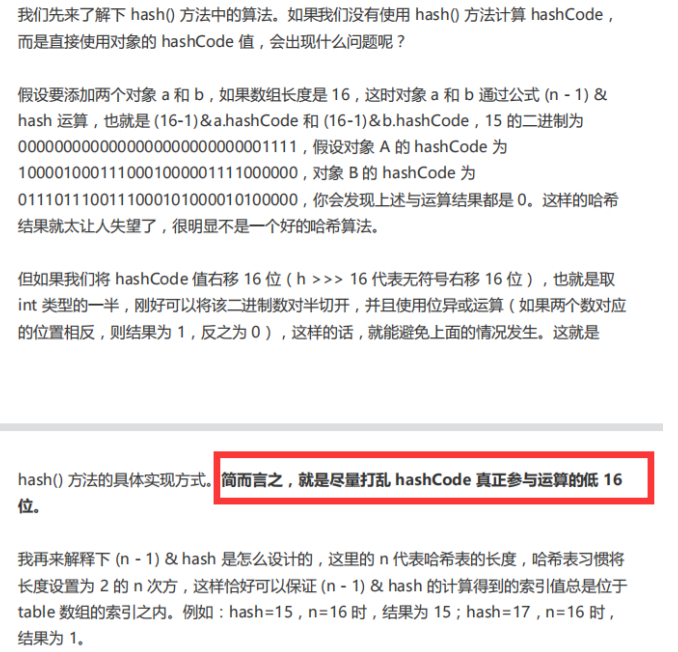 我们先来了解下 hash() 方法中的算法。如果我们没有使用 hash() 方法计算 hashCode，
而是直接使用对象的 hashCode 值，会出现什么问题呢？
假设要添加两个对象 a 和 b，如果数组长度是 16，这时对象 a 和 b 通过公式 (n - 1) &
hash 运算，也就是 (16-1)&a.hashCode 和 (16-1)&b.hashCode，15 的二进制为
0000000000000000000000000001111，假设对象 A 的 hashCode 为
1000010001110001000001111000000，对象 B 的 hashCode 为
0111011100111000101000010100000，你会发现上述与运算结果都是 0。这样的哈希
结果就太让人失望了，很明显不是一个好的哈希算法。
但如果我们将 hashCode 值右移 16 位（h >>> 16 代表无符号右移 16 位），也就是取
int 类型的一半，刚好可以将该二进制数对半切开，并且使用位异或运算（如果两个数对应
的位置相反，则结果为 1，反之为 0），这样的话，就能避免上面的情况发生。这就是
hash() 方法的具体实现方式。简而言之，就是尽量打乱 hashCode 真正参与运算的低 16
位。
我再来解释下 (n - 1) & hash 是怎么设计的，这里的 n 代表哈希表的长度，哈希表习惯将
长度设置为 2 的 n 次方，这样恰好可以保证 (n - 1) & hash 的计算得到的索引值总是位于
table 数组的索引之内。例如：hash=15，n=16 时，结果为 15；hash=17，n=16 时，
结果为 1。